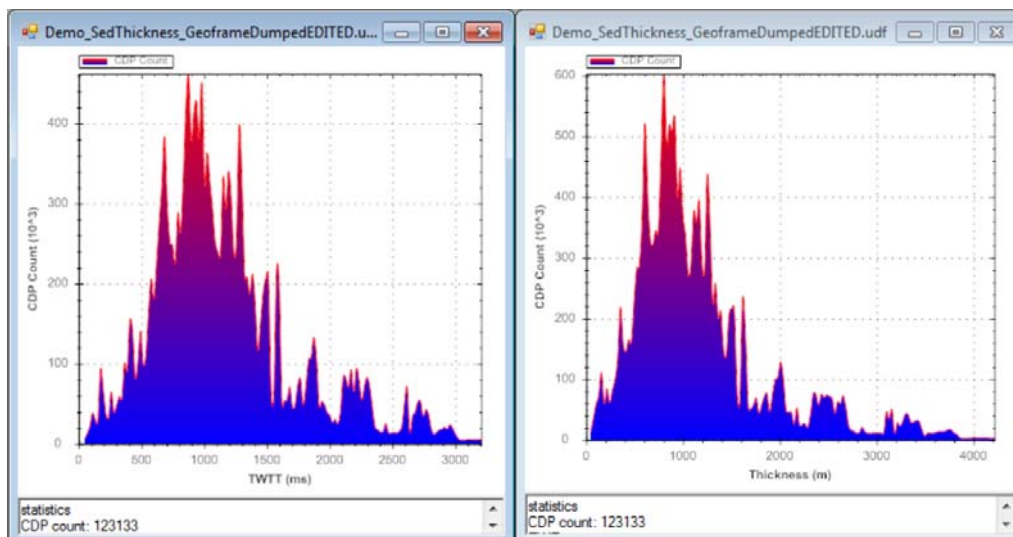 Demo_SedThickness_GeoframeDumpedEDITED.u...
CDP Count
CDP Count (10^3)
400
300
200
100
0
0 500 1000 1500 2000 2500 3000
TWTT (ms)
statistics
CDP count: 123133
Demo_SedThickness_GeoframeDumpedEDITED.udf
CDP Count
CDP Count (10^3)
600
500
400
300
200
100
0
0 1000 2000 3000 4000
Thickness (m)
statistics
CDP count: 123133